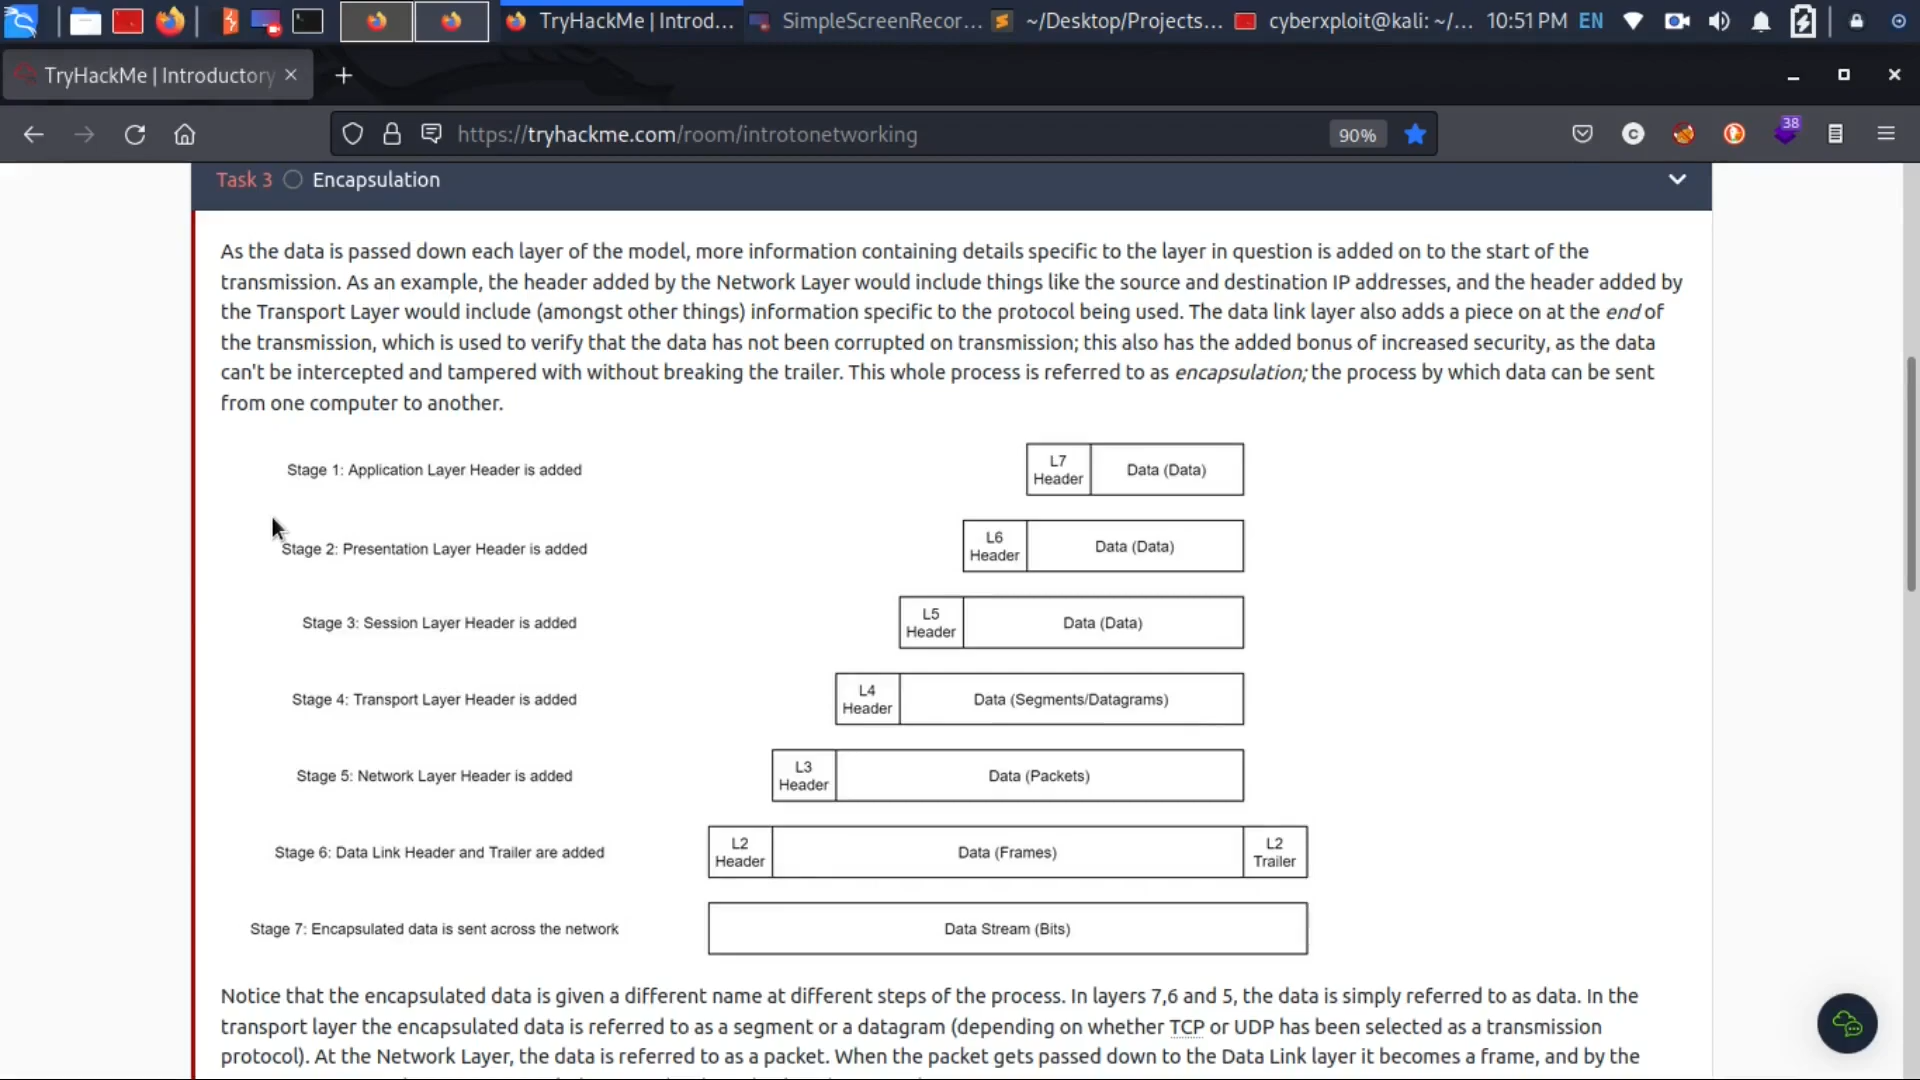 TryHackMe | Introd... SimpleScreenRecor... ~/Desktop/Projects... cyberxploit@kali: ~/... 10:51 PM EN
TryHackMe | Introductory
https://tryhackme.com/room/introtonetworking 90% 38
Task 3 Encapsulation
As the data is passed down each layer of the model, more information containing details specific to the layer in question is added on to the start of the
transmission. As an example, the header added by the Network Layer would include things like the source and destination IP addresses, and the header added by
the Transport Layer would include (amongst other things) information specific to the protocol being used. The data link layer also adds a piece on at the end of
the transmission, which is used to verify that the data has not been corrupted on transmission; this also has the added bonus of increased security, as the data
can't be intercepted and tampered with without breaking the trailer. This whole process is referred to as encapsulation; the process by which data can be sent
from one computer to another.
Stage 1: Application Layer Header is added
L7
Header
Data (Data)
Stage 2: Presentation Layer Header is added
L6
Header
Data (Data)
Stage 3: Session Layer Header is added
L5
Header
Data (Data)
Stage 4: Transport Layer Header is added
L4
Header
Data (Segments/Datagrams)
Stage 5: Network Layer Header is added
L3
Header
Data (Packets)
Stage 6: Data Link Header and Trailer are added
L2
Header
Data (Frames)
L2
Trailer
Stage 7: Encapsulated data is sent across the network
Data Stream (Bits)
Notice that the encapsulated data is given a different name at different steps of the process. In layers 7,6 and 5, the data is simply referred to as data. In the
transport layer the encapsulated data is referred to as a segment or a datagram (depending on whether TCP or UDP has been selected as a transmission
protocol). At the Network Layer, the data is referred to as a packet. When the packet gets passed down to the Data Link layer it becomes a frame, and by the